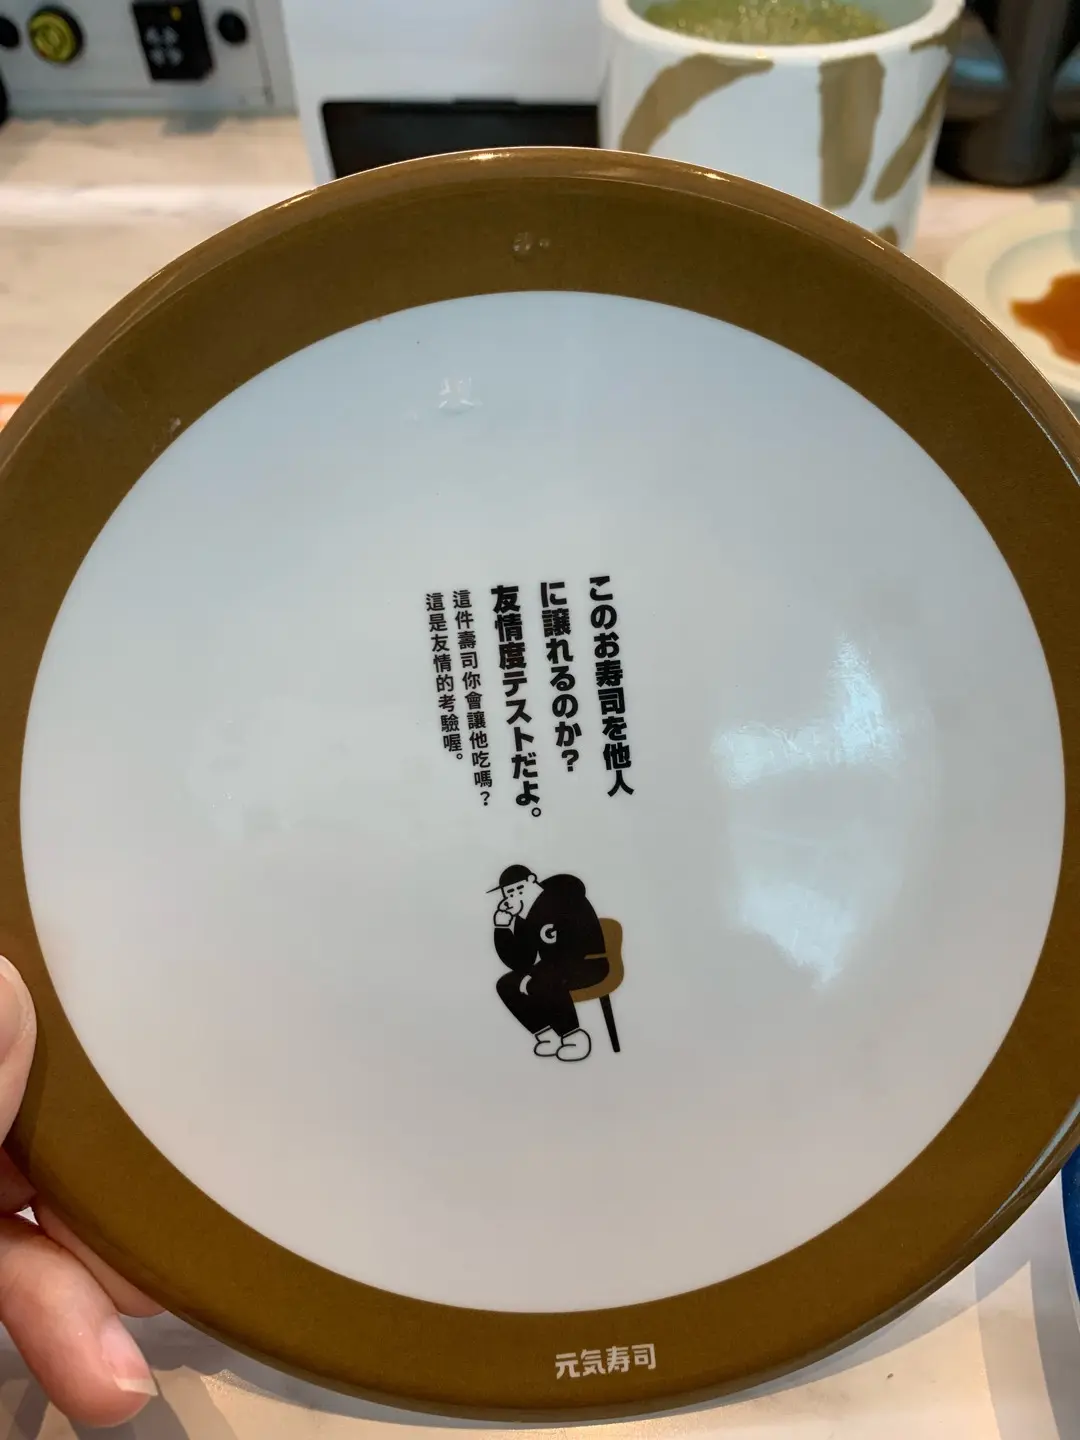 このお寿司を他人
に譲れるのか?
友情度テストだよ。
這件壽司你會讓他吃嗎?
這是友情的考驗喔。
G
元気寿司